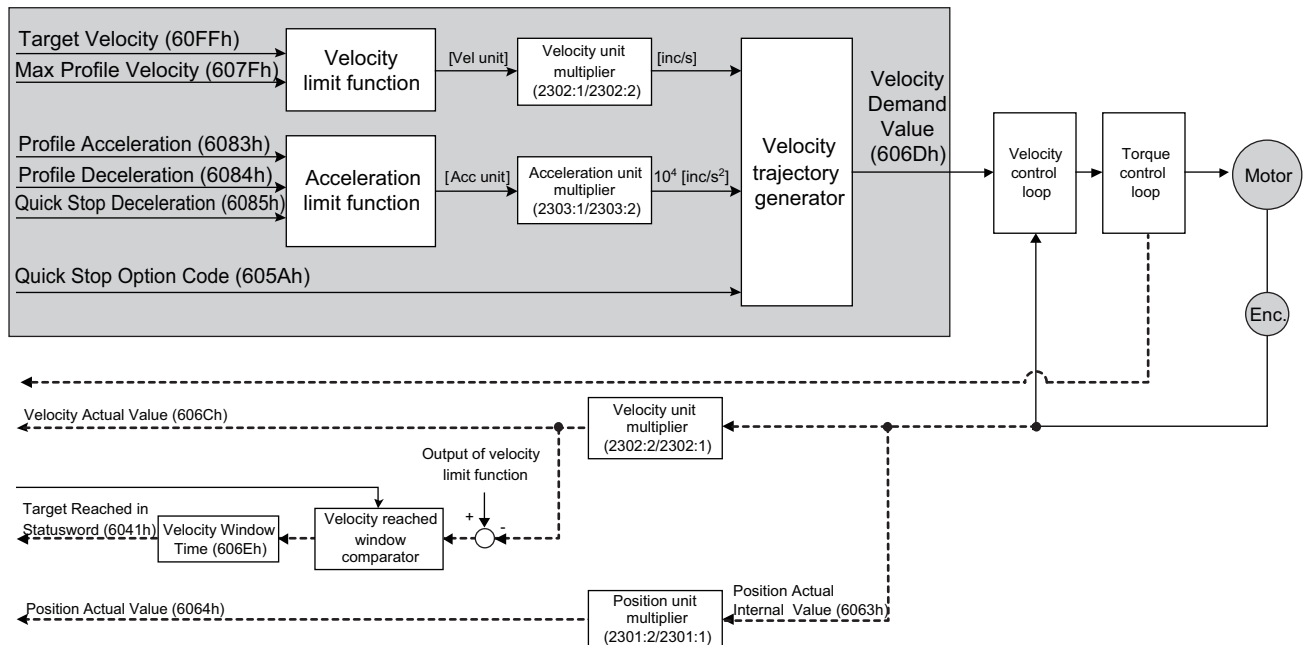 Target Velocity (60FFh)
Max Profile Velocity (607Fh)
Velocity
limit function
[Vel unit]
Velocity unit
multiplier
(2302:1/2302:2)
[inc/s]
Profile Acceleration (6083h)
Profile Deceleration (6084h)
Quick Stop Deceleration (6085h)
Acceleration
limit function
[Acc unit]
Acceleration unit
multiplier
(2303:1/2303:2)
10⁴ [inc/s²]
Quick Stop Option Code (605Ah)
Velocity
trajectory
generator
Velocity
Demand
Value
(606Dh)
Velocity
control
loop
Torque
control
loop
Motor
Enc.
Velocity Actual Value (606Ch)
Velocity unit
multiplier
(2302:2/2302:1)
Output of velocity
limit function
+
-
Target Reached in
Statusword (6041h)
Velocity Window
Time (606Eh)
Velocity reached
window
comparator
Position Actual Value (6064h)
Position unit
multiplier
(2301:2/2301:1)
Position Actual
Internal Value (6063h)